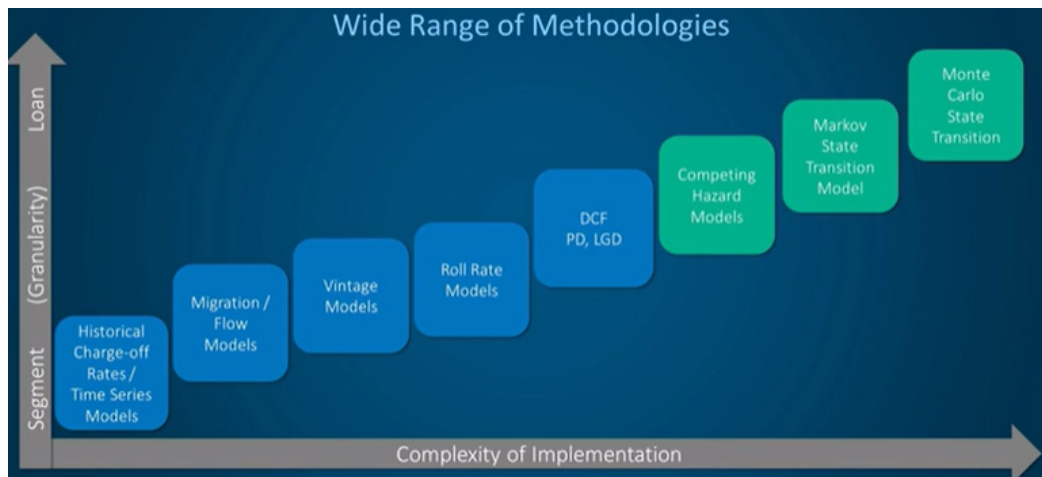 Wide Range of Methodologies
Loan
(Granularity)
Segment
Historical
Charge-off
Rates /
Time Series
Models
Migration /
Flow
Models
Vintage
Models
Roll Rate
Models
DCF
PD, LGD
Competing
Hazard
Models
Markov
State
Transition
Model
Monte
Carlo
State
Transition
Complexity of Implementation